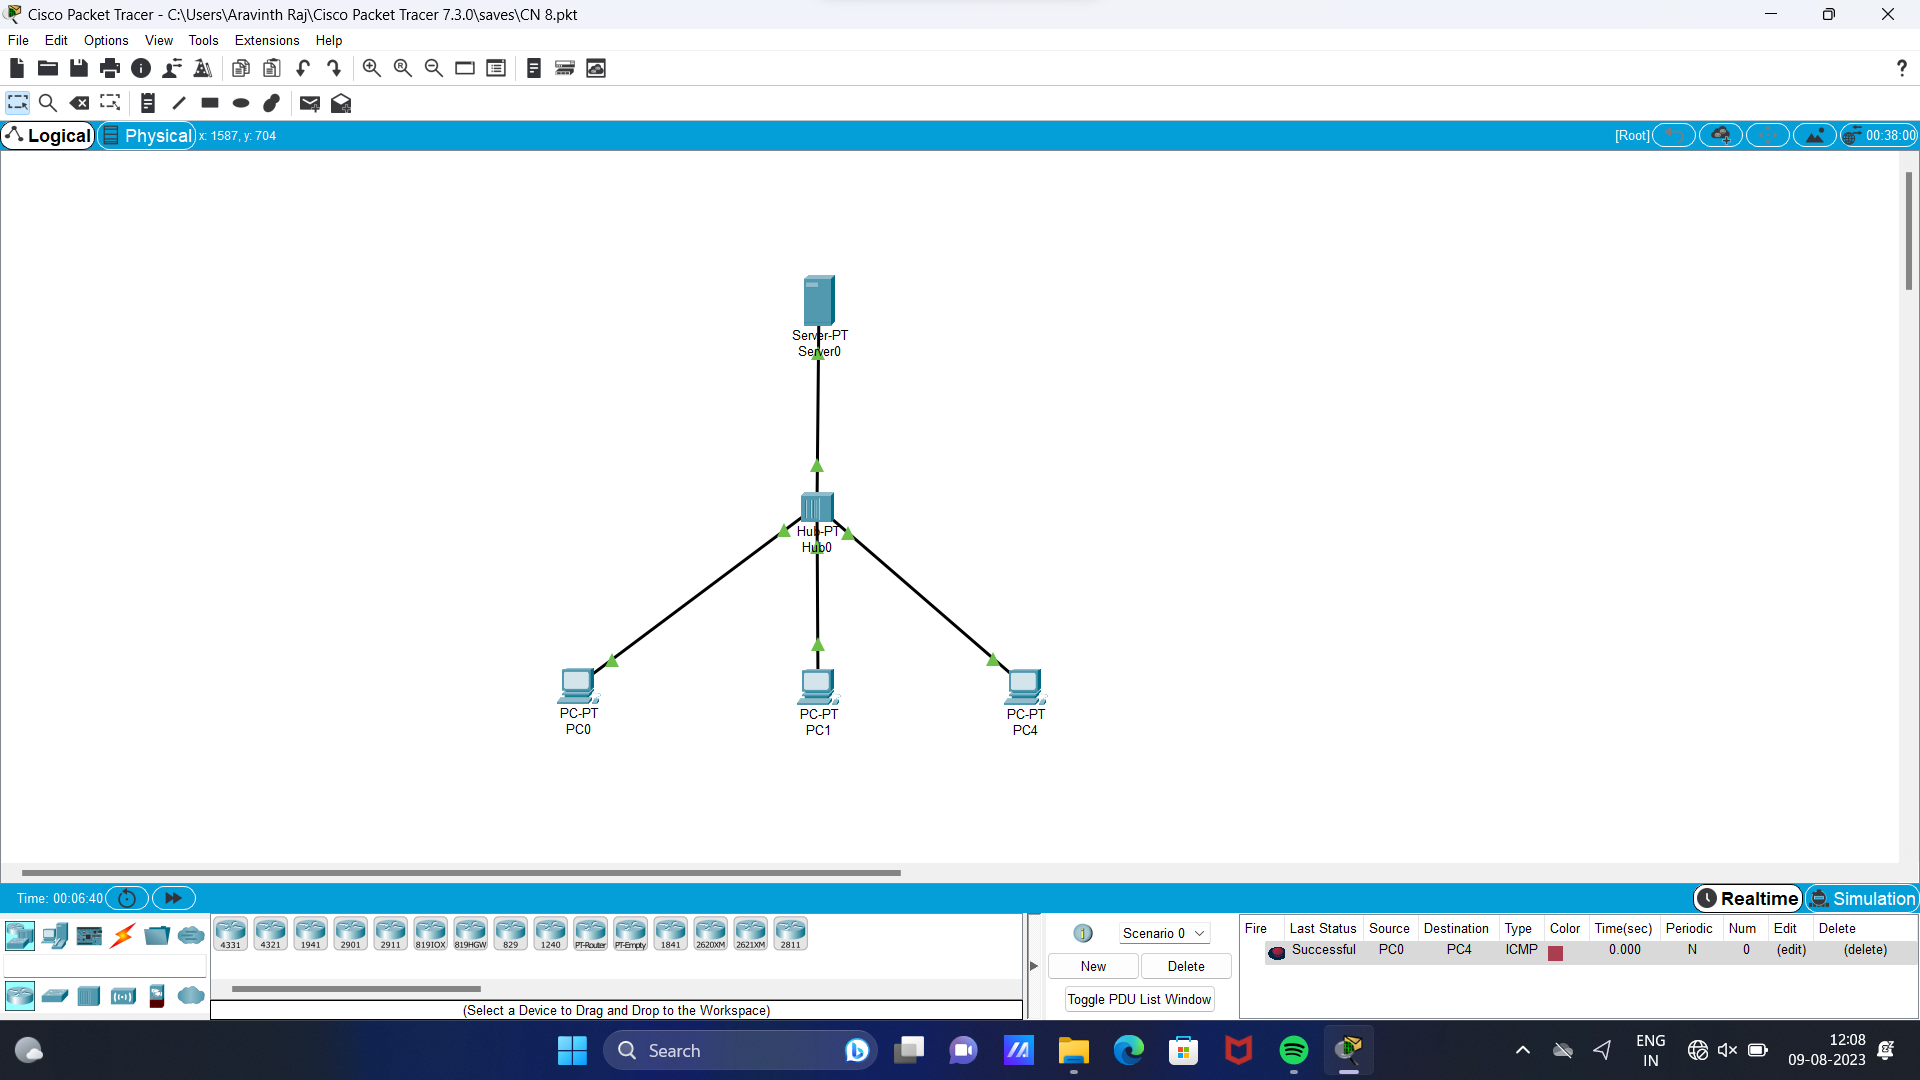 Cisco Packet Tracer - C:\Users\Aravinth Raj\Cisco Packet Tracer 7.3.0\saves\CN 8.pkt
File Edit Options View Tools Extensions Help
?
Logical Physical x: 1587, y: 704 [Root] 00:38:00
Server-PT
Server0
Hub-PT
Hub0
PC-PT
PC0
PC-PT
PC1
PC-PT
PC4
Time: 00:06:40 Realtime Simulation
4331 4321 1941 2901 2911 819IOX 819HGW 829 1240 PT-Router PT-Empty 1841 2620XM 2621XM 2811
(Select a Device to Drag and Drop to the Workspace)
1 Scenario 0
New Delete
Toggle PDU List Window
Fire Last Status Source Destination Type Color Time(sec) Periodic Num Edit Delete
Successful PC0 PC4 ICMP 0.000 N 0 (edit) (delete)
Search
ENG
IN
12:08
09-08-2023